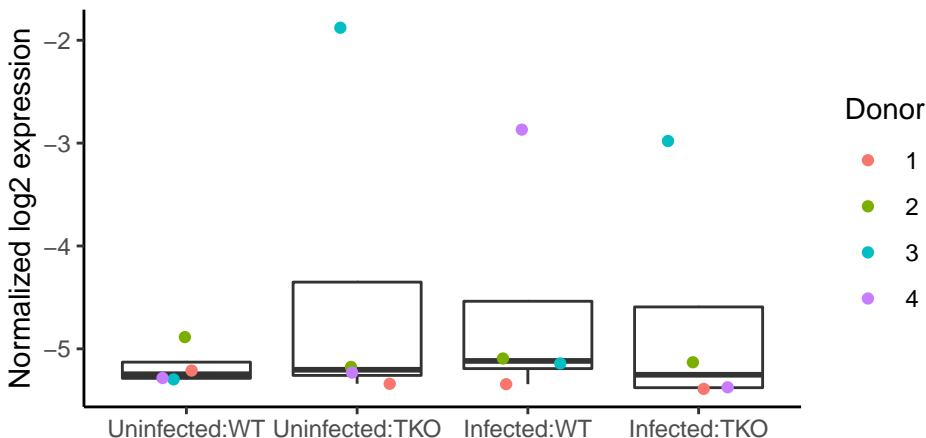 Normalized log2 expression
−2
−3
−4
−5
Uninfected:WT
Uninfected:TKO
Infected:WT
Infected:TKO
Donor
1
2
3
4